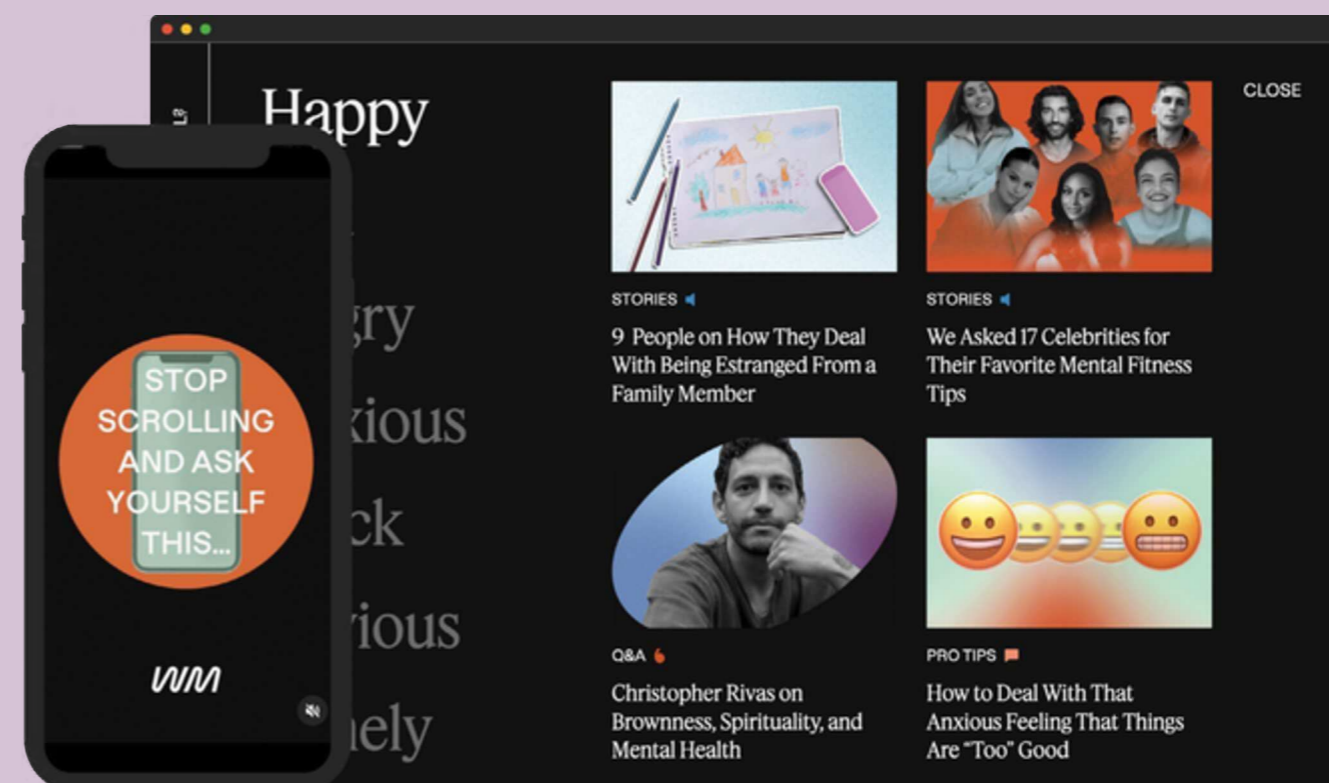 Happy
gry
xious
ck
vious
nely
STOP
SCROLLING
AND ASK
YOURSELF
THIS...
WM
CLOSE
STORIES
9 People on How They Deal
With Being Estranged From a
Family Member
STORIES
We Asked 17 Celebrities for
Their Favorite Mental Fitness
Tips
Q&A
Christopher Rivas on
Brownness, Spirituality, and
Mental Health
PRO TIPS
How to Deal With That
Anxious Feeling That Things
Are “Too” Good